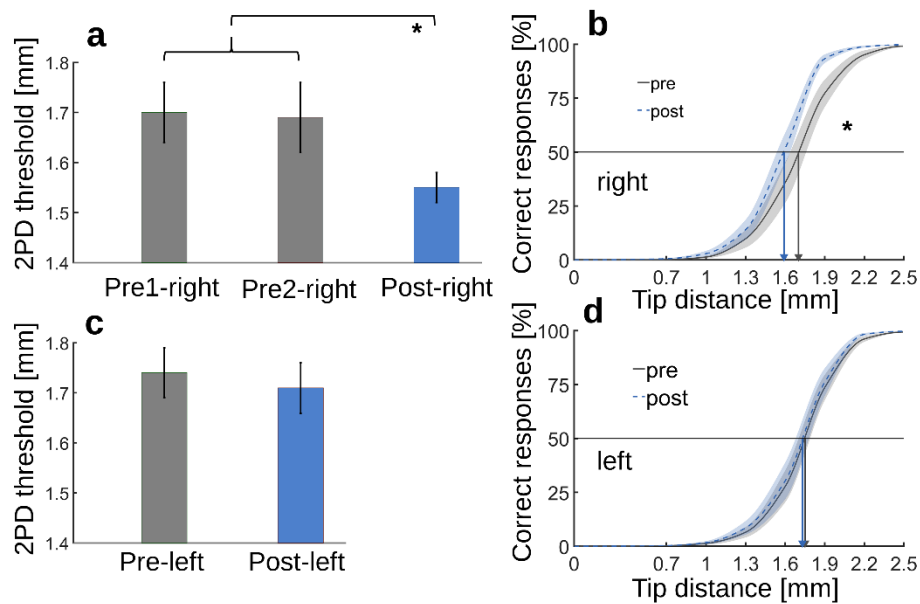 a
*
2PD threshold [mm]
1.8
1.7
1.6
1.5
1.4
Pre1-right
Pre2-right
Post-right
b
Correct responses [%]
100
75
50
25
0
pre
post
*
right
0
0.7
1
1.3
1.6
1.9
2.2
2.5
Tip distance [mm]
c
2PD threshold [mm]
1.8
1.7
1.6
1.5
1.4
Pre-left
Post-left
d
Correct responses [%]
100
75
50
25
0
pre
post
left
0
0.7
1
1.3
1.6
1.9
2.2
2.5
Tip distance [mm]